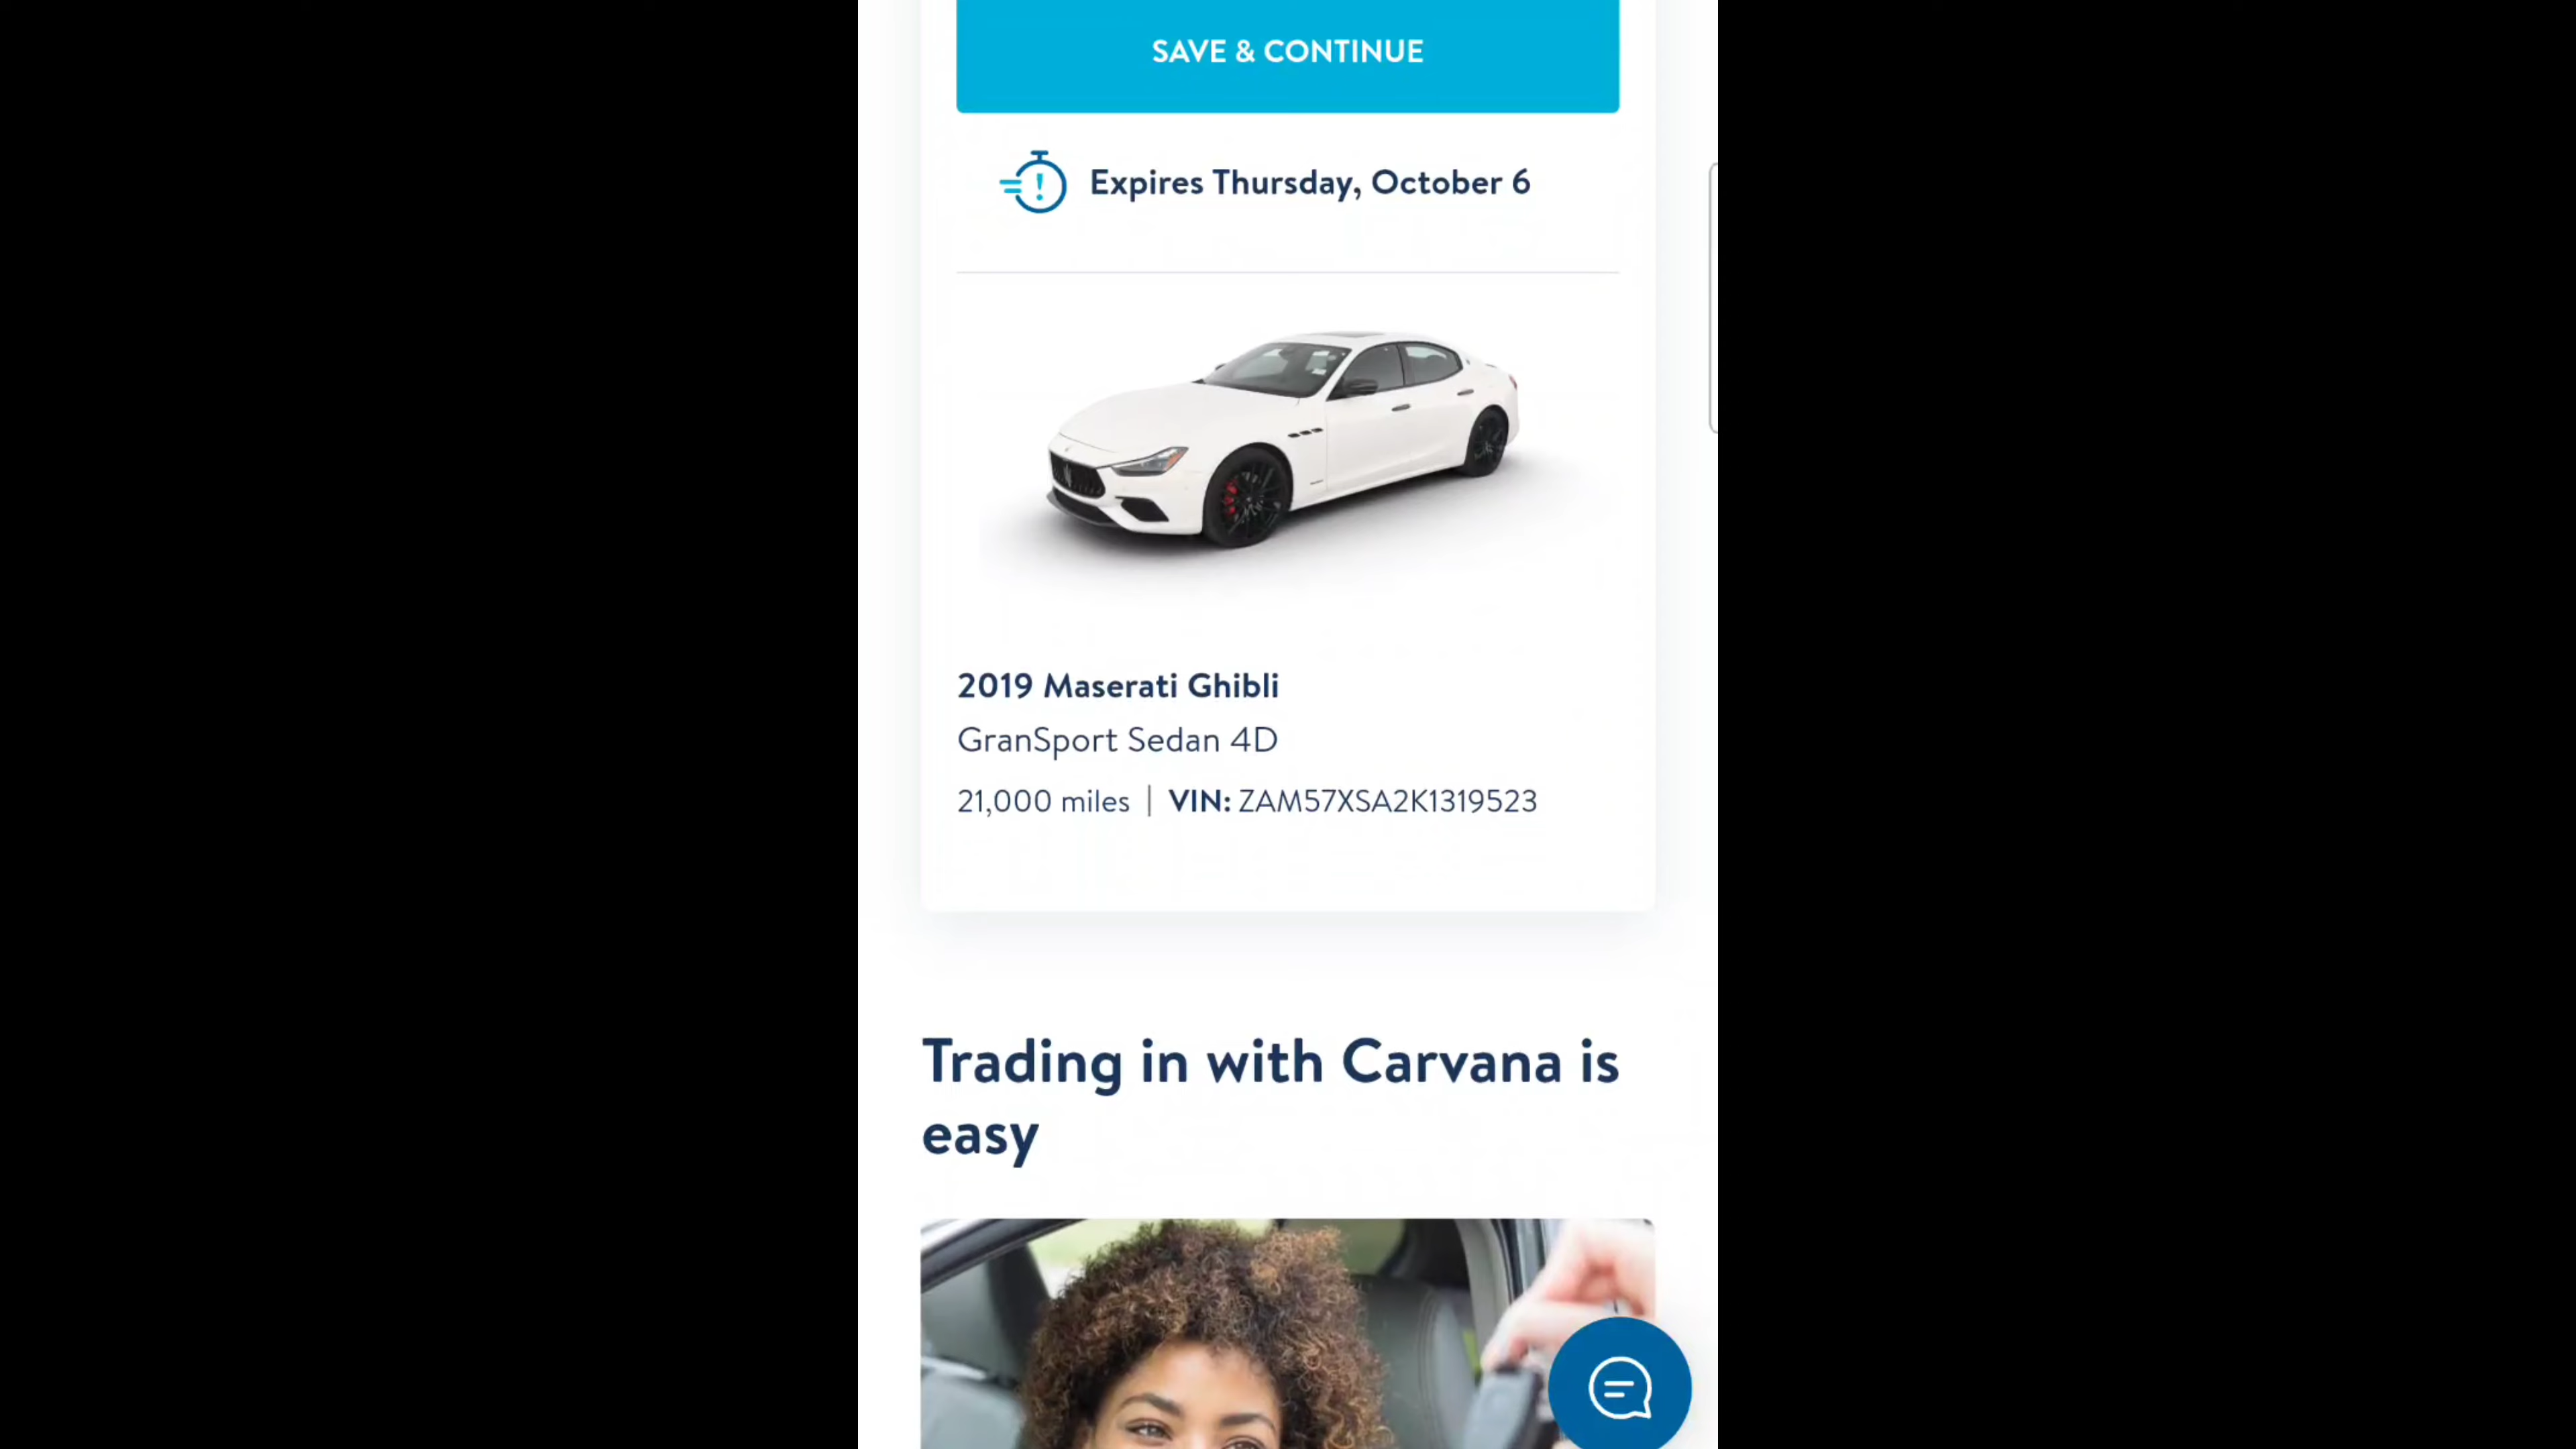 SAVE & CONTINUE
Expires Thursday, October 6
2019 Maserati Ghibli
GranSport Sedan 4D
21,000 miles | VIN: ZAM57XSA2K1319523
Trading in with Carvana is
easy